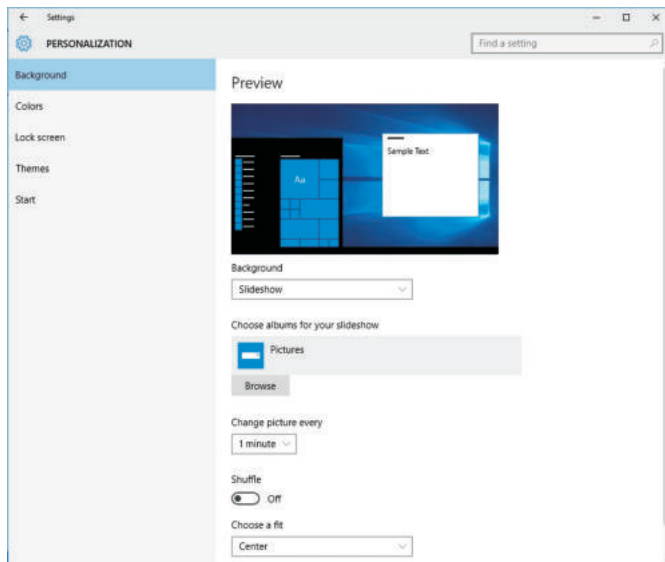 Settings
PERSONALIZATION
Find a setting
Background
Colors
Lock screen
Themes
Start
Preview
Sample Text
Aa
Background
Slideshow
Choose albums for your slideshow
Pictures
Browse
Change picture every
1 minute
Shuffle
Off
Choose a fit
Center